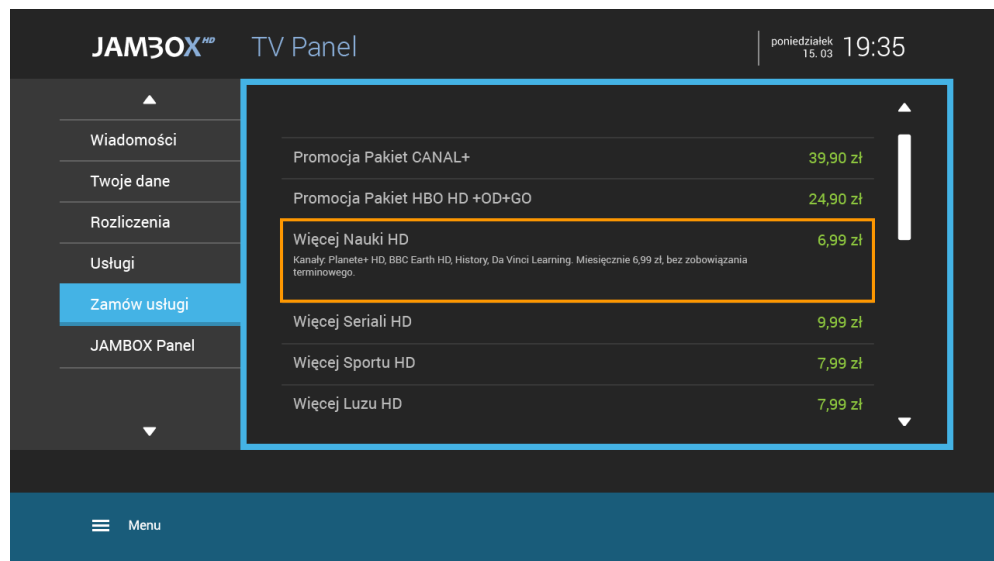 JAMBOX HD
TV Panel
poniedziałek
15. 03
19:35
Wiadomości
Twoje dane
Rozliczenia
Usługi
Zamów usługi
JAMBOX Panel
Promocja Pakiet CANAL+ 39,90 zł
Promocja Pakiet HBO HD +OD+GO 24,90 zł
Więcej Nauki HD 6,99 zł
Kanały: Planete+ HD, BBC Earth HD, History, Da Vinci Learning. Miesięcznie 6,99 zł, bez zobowiązania
terminowego.
Więcej Seriali HD 9,99 zł
Więcej Sportu HD 7,99 zł
Więcej Luzu HD 7,99 zł
Menu